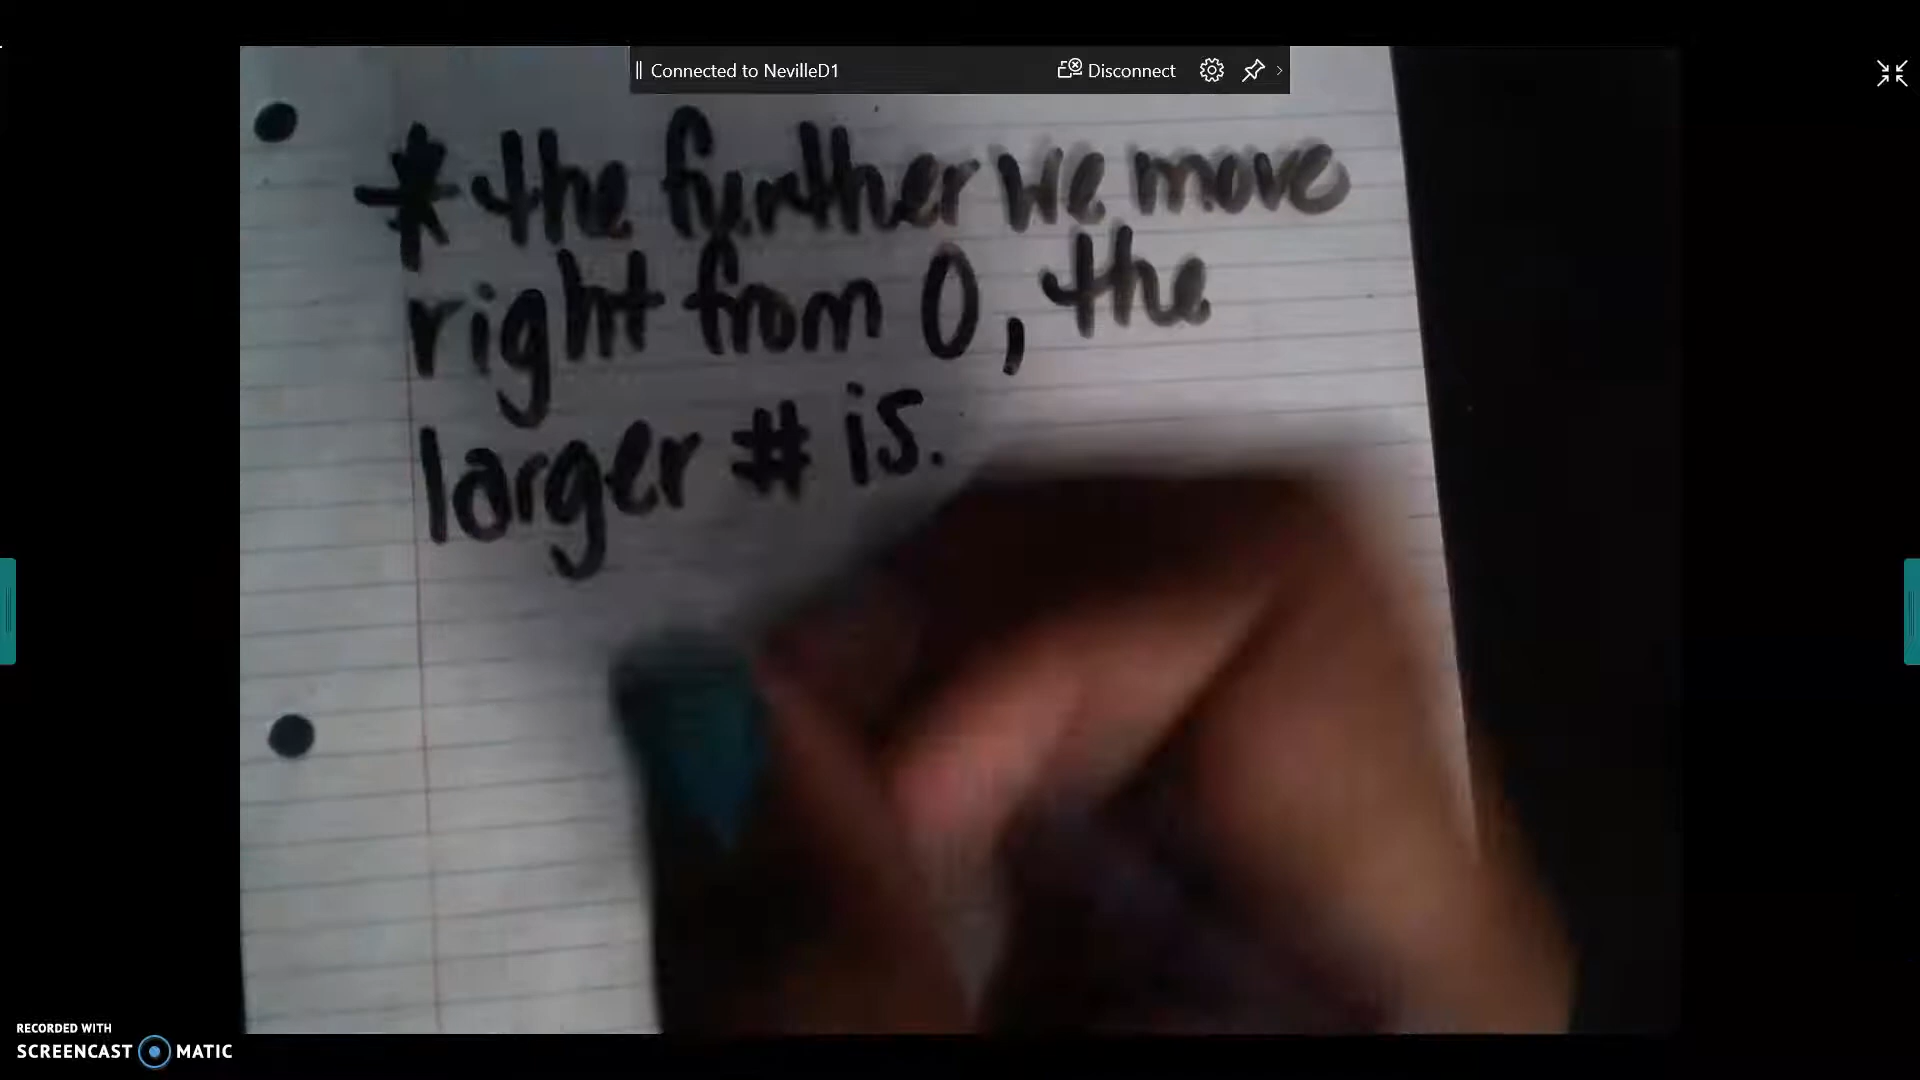 Connected to NevilleD1 Disconnect
* the further we move
right from 0, the
larger # is.
RECORDED WITH
SCREENCAST MATIC